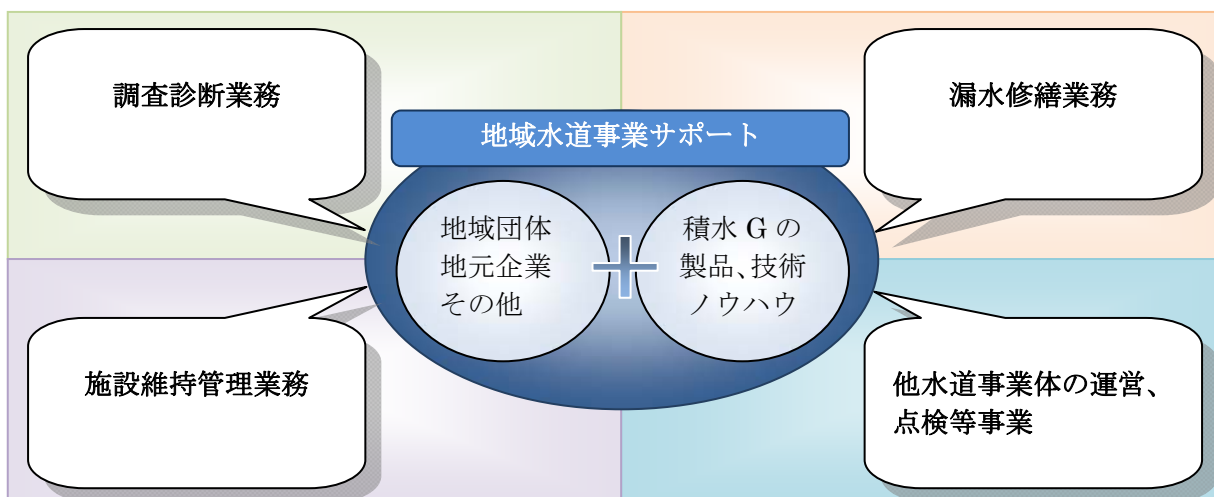 調査診断業務
漏水修繕業務
地域水道事業サポート
地域団体
地元企業
その他
積水 G の
製品、技術
ノウハウ
施設維持管理業務
他水道事業体の運営、
点検等事業